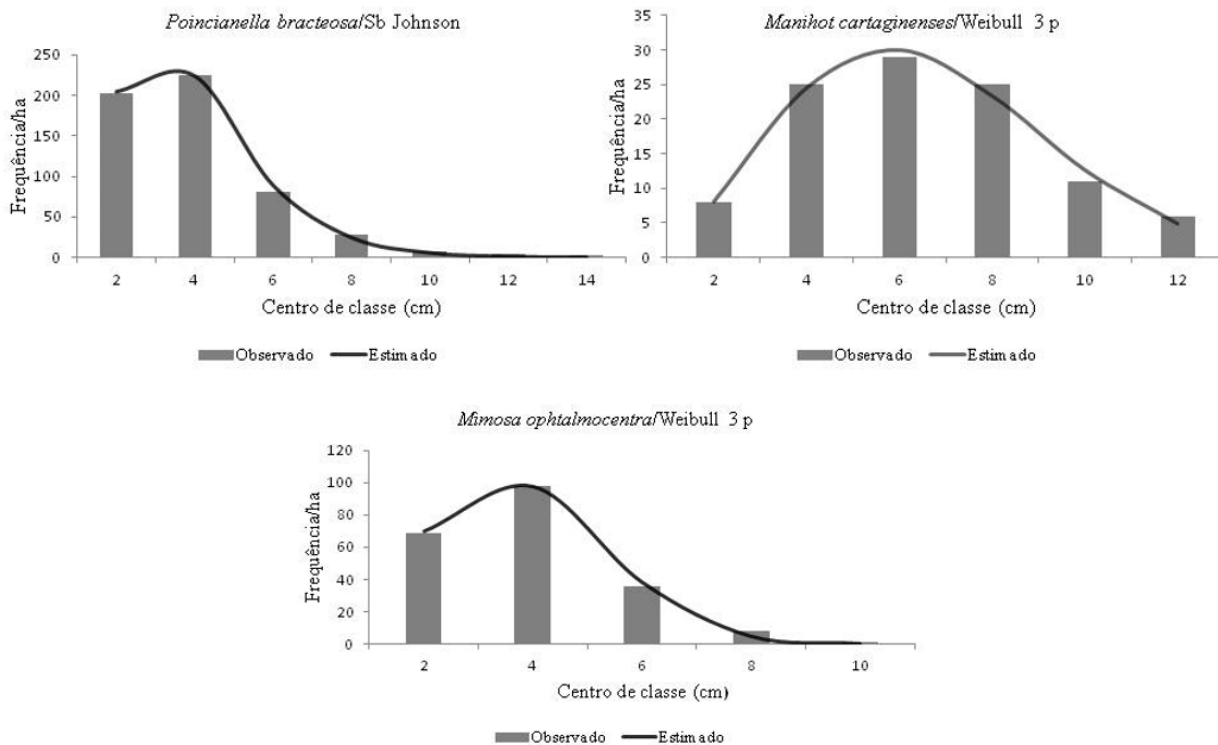 Poincianella bracteosa/Sb Johnson
Frequência/ha
250
200
150
100
50
0
2 4 6 8 10 12 14
Centro de classe (cm)
Observado Estimado
Manihot cartaginenses/Weibull 3 p
Frequência/ha
35
30
25
20
15
10
5
0
2 4 6 8 10 12
Centro de classe (cm)
Observado Estimado
Mimosa ophtalmocentra/Weibull 3 p
Frequência/ha
120
100
80
60
40
20
0
2 4 6 8 10
Centro de classe (cm)
Observado Estimado